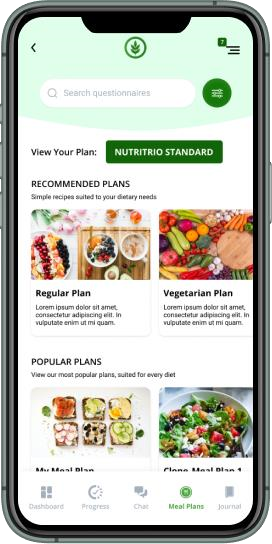 7
Search questionnaires
View Your Plan: NUTRITRIO STANDARD
RECOMMENDED PLANS
Simple recipes suited to your dietary needs
Regular Plan
Lorem ipsum dolor sit amet,
consectetur adipiscing elit. In
vulputate enim ut mi quam.
Vegetarian Plan
Lorem ipsum dolor sit amet,
consectetur adipiscing elit. In
vulputate enim ut mi quam.
POPULAR PLANS
View our most popular plans, suited for every diet
My Meal Plan
Clone-Meal Plan 1
Dashboard
Progress
Chat
Meal Plans
Journal